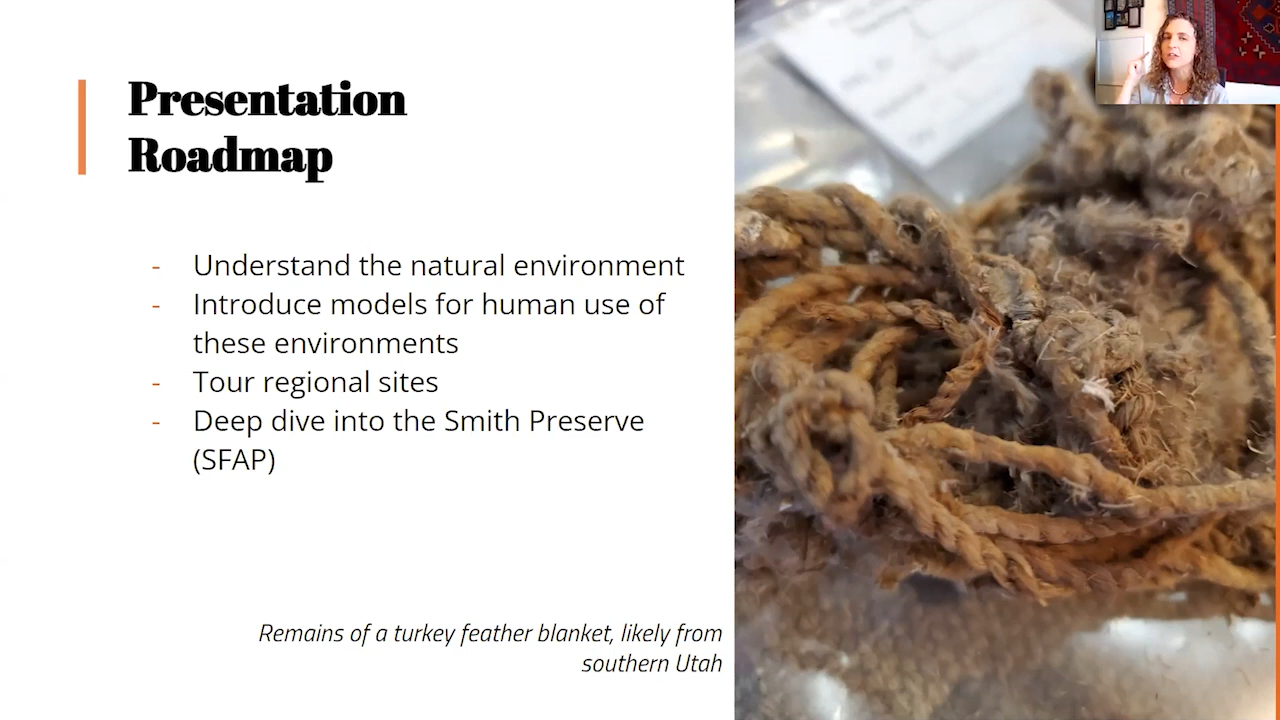 Presentation
Roadmap
- Understand the natural environment
- Introduce models for human use of
these environments
- Tour regional sites
- Deep dive into the Smith Preserve
(SFAP)
Remains of a turkey feather blanket, likely from
southern Utah